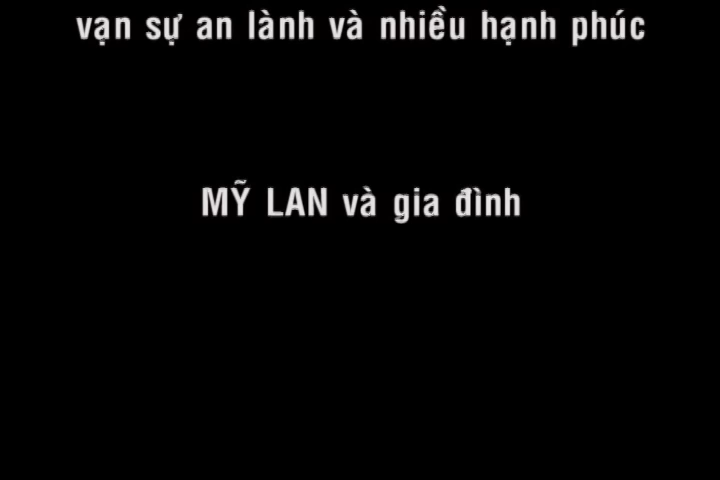 vạn sự an lành và nhiều hạnh phúc
MỸ LAN và gia đình